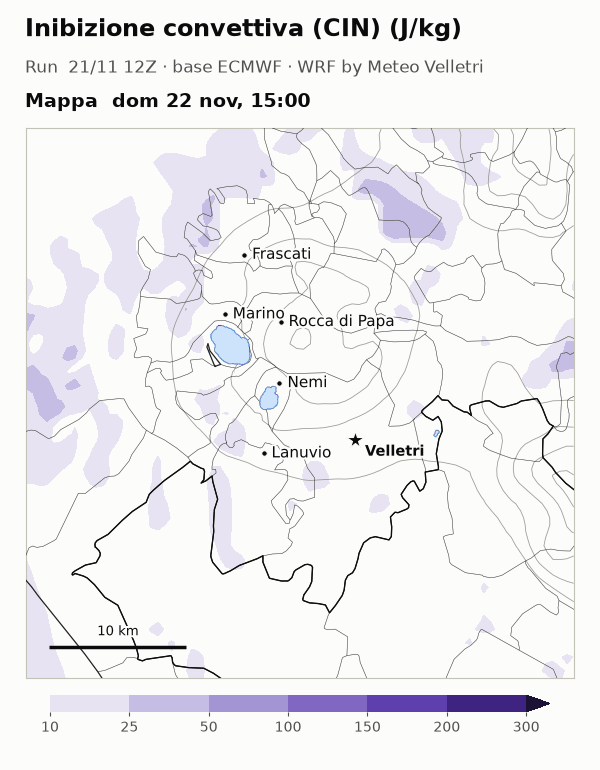 Inibizione convettiva (CIN) (J/kg)
Run  21/11 12Z · base ECMWF · WRF by Meteo Velletri
Mappa  dom 22 nov, 15:00
Frascati
Marino
Rocca di Papa
Nemi
Velletri
Lanuvio
10 km
10 25 50 100 150 200 300